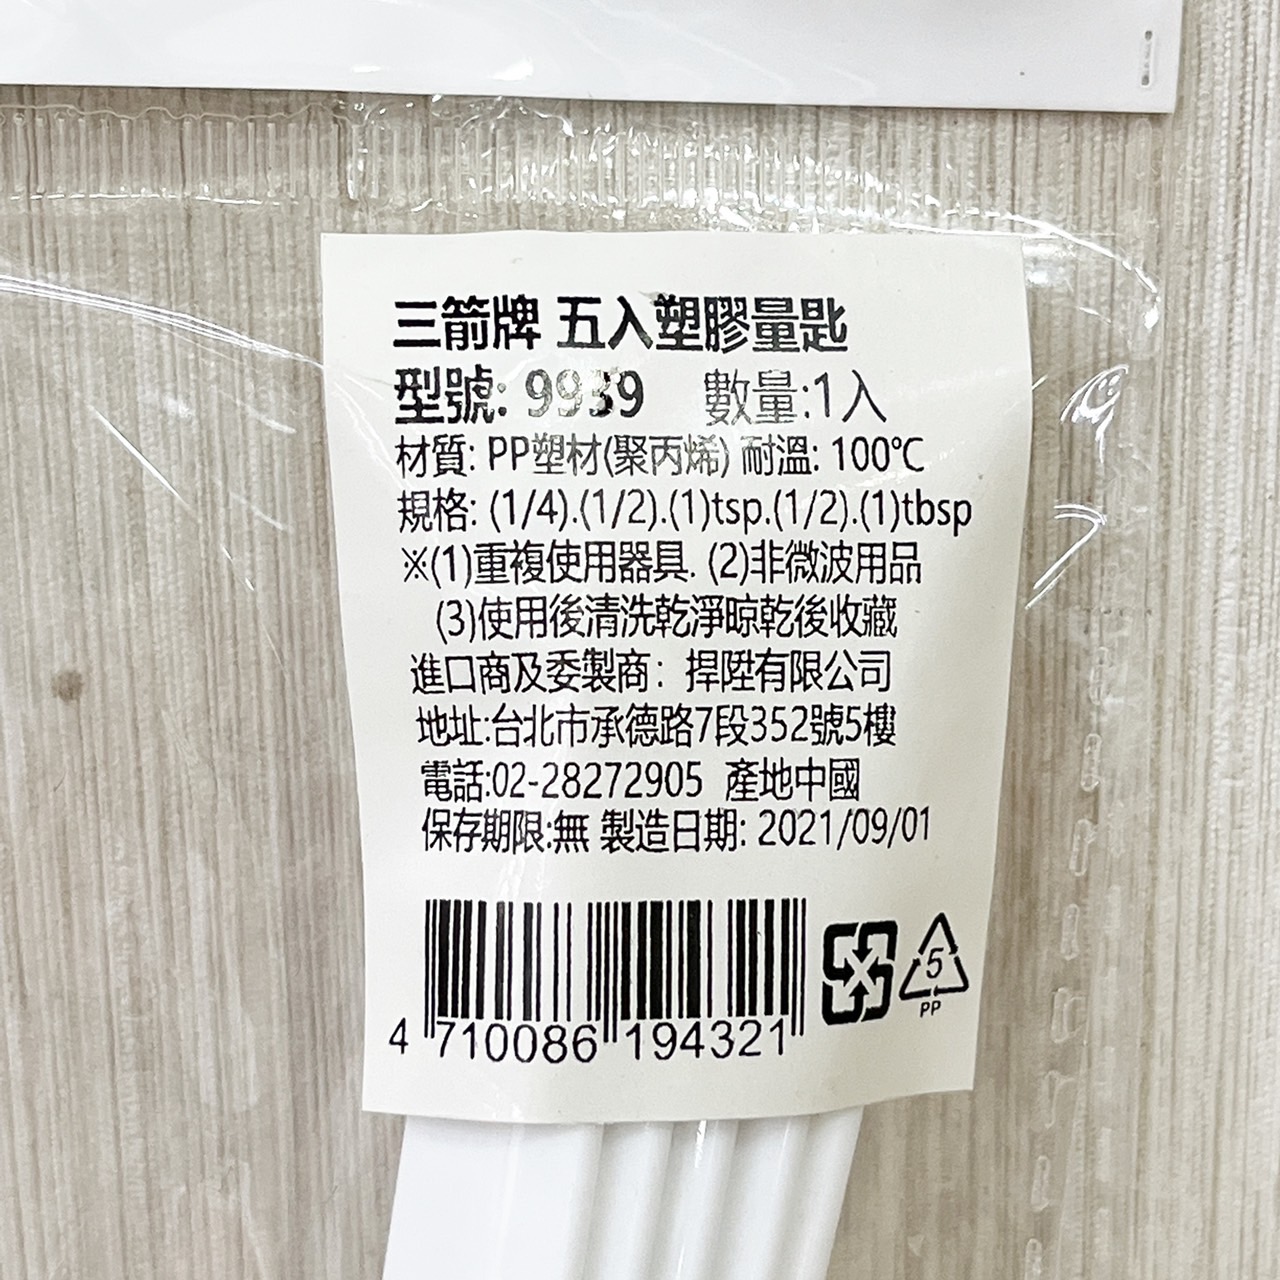 三箭牌 五入塑膠量匙
型號: 9939 數量:1入
材質: PP塑材(聚丙烯) 耐溫: 100℃
規格: (1/4).(1/2).(1)tsp.(1/2).(1)tbsp
※(1)重複使用器具. (2)非微波用品
(3)使用後清洗乾淨晾乾後收藏
進口商及委製商: 捍陞有限公司
地址:台北市承德路7段352號5樓
電話:02-28272905 產地中國
保存期限:無 製造日期: 2021/09/01
4 710086 194321
5
PP